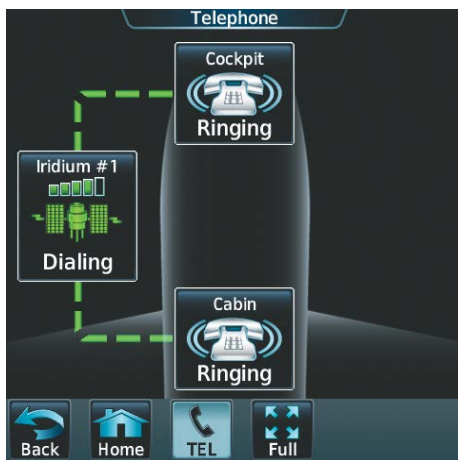 Telephone
Cockpit
Ringing
Iridium #1
Dialing
Cabin
Ringing
Back
Home
TEL
Full